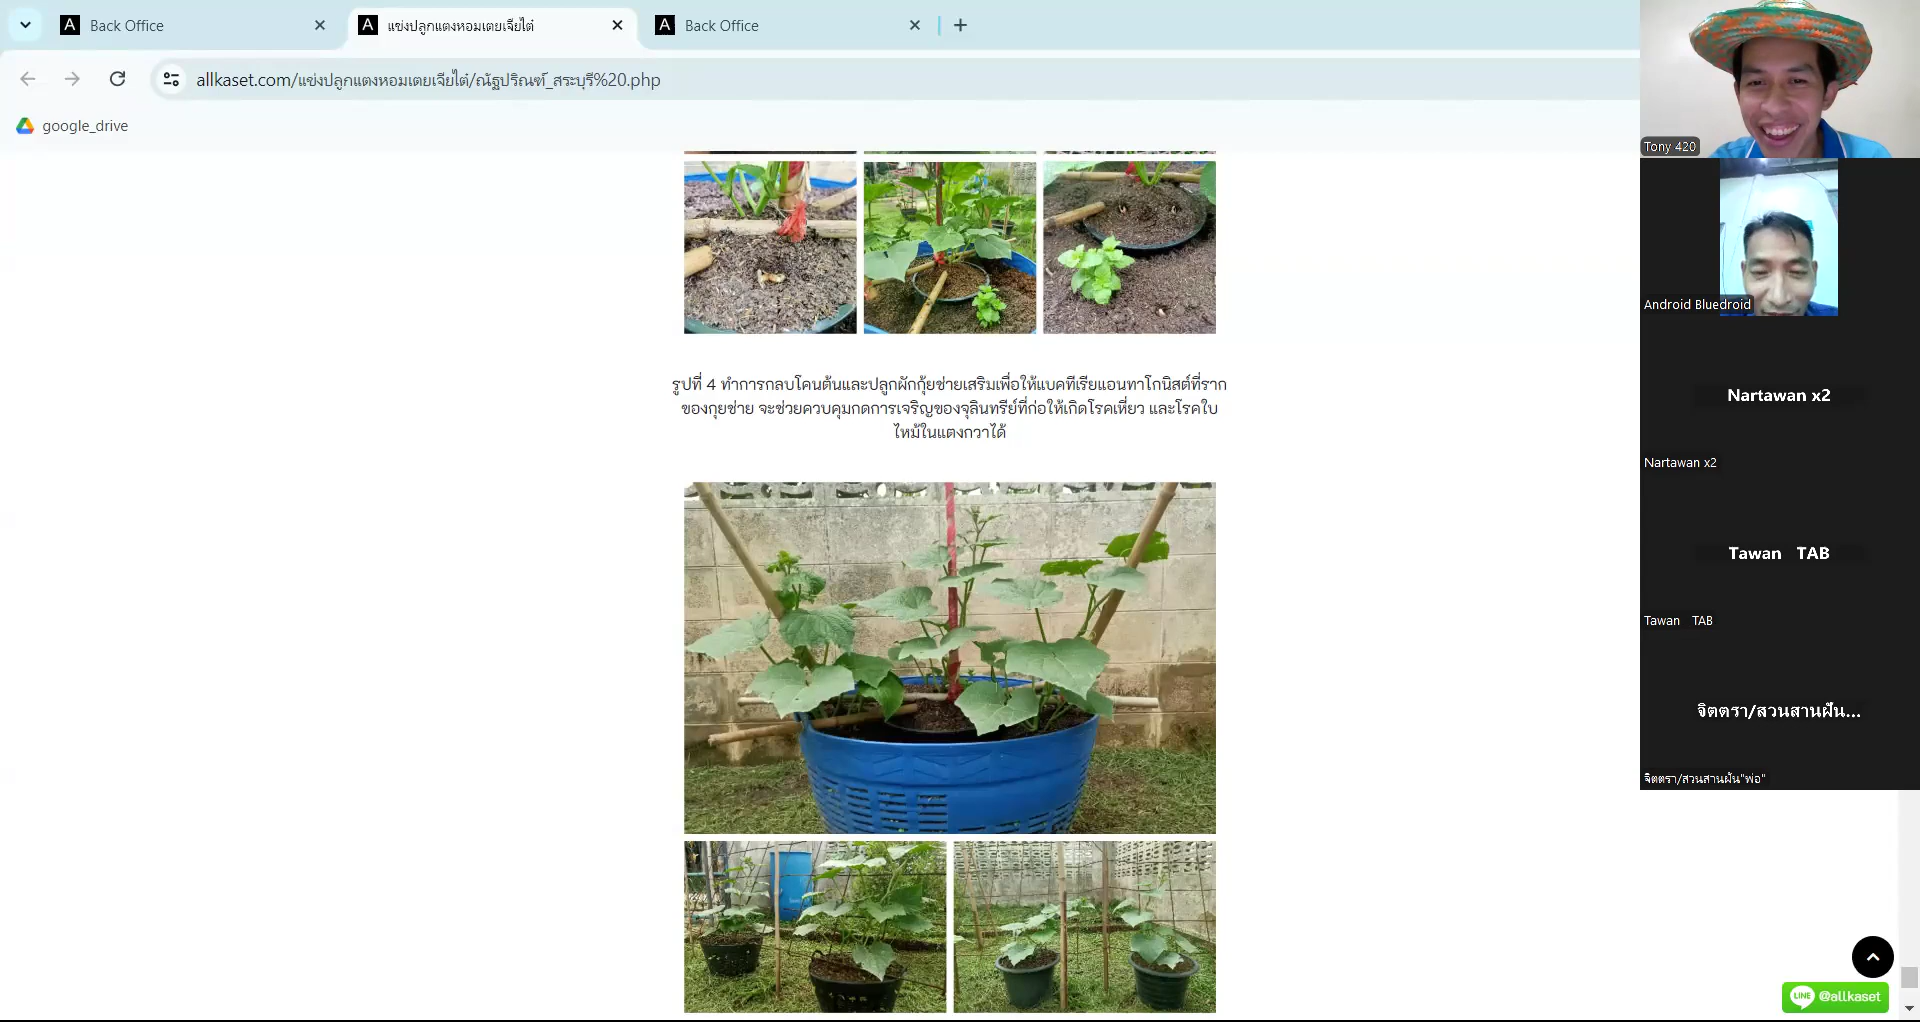 Back Office
แข่งปลูกแตงหอมเตยเจียไต๋
Back Office
allkaset.com/แข่งปลูกแตงหอมเตยเจียไต๋/ณัฐปริณฑ์_สระบุรี%20.php
google_drive
รูปที่ 4 ทำการกลบโคนต้นและปลูกผักกุ้ยช่ายเสริมเพื่อให้แบคทีเรียแอนทาโกนิสต์ที่ราก
ของกุยช่าย จะช่วยควบคุมกดการเจริญของจุลินทรีย์ที่ก่อให้เกิดโรคเหี่ยว และโรคใบ
ไหม้ในแตงกวาได้
Tony 420
Android Bluedroid
Nartawan x2
Nartawan x2
Tawan TAB
Tawan TAB
จิตตรา/สวนสานฝัน...
จิตตรา/สวนสานฝัน"พ่อ"
LINE @allkaset